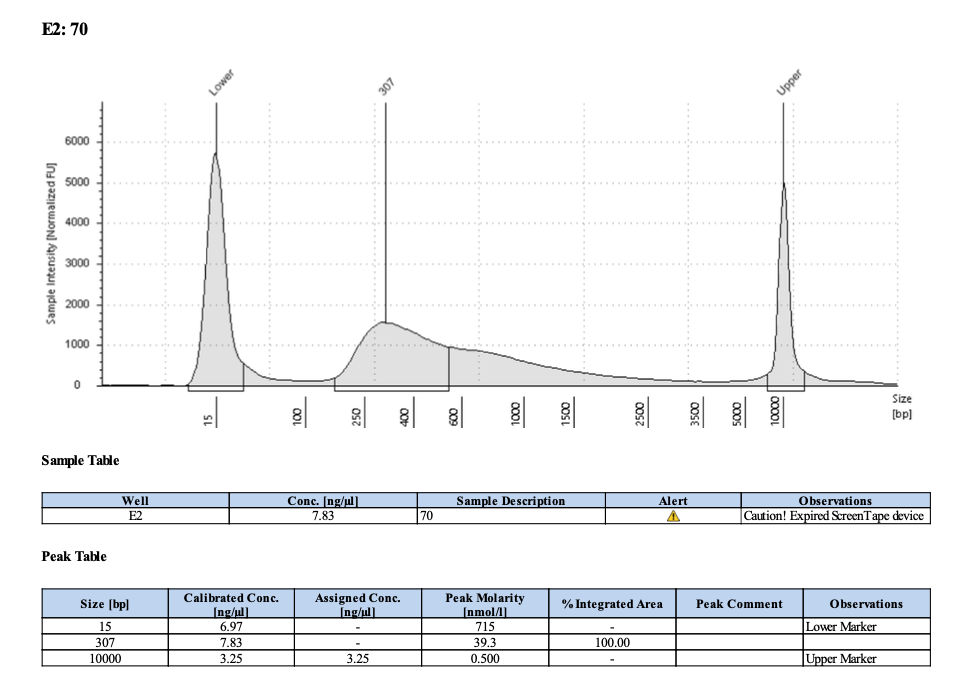 E2: 70
Lower
307
Upper
Sample Intensity [Normalized FU]
6000
5000
4000
3000
2000
1000
0
15
100
250
400
600
1000
1500
2500
3500
5000
10000
Size
[bp]
Sample Table
Well Conc. [ng/µl] Sample Description Alert Observations
E2 7.83 70 Caution! Expired ScreenTape device
Peak Table
Size [bp] Calibrated Conc. [ng/µl] Assigned Conc. [ng/µl] Peak Molarity [nmol/l] % Integrated Area Peak Comment Observations
15 6.97 - 715 - Lower Marker
307 7.83 - 39.3 100.00
10000 3.25 3.25 0.500 - Upper Marker